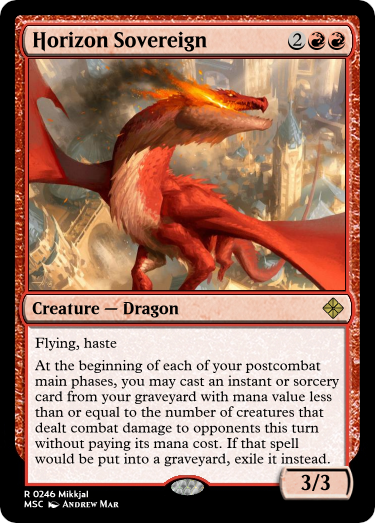 Horizon Sovereign 2
Creature — Dragon
Flying, haste
At the beginning of each of your postcombat
main phases, you may cast an instant or sorcery
card from your graveyard with mana value less
than or equal to the number of creatures that
dealt combat damage to opponents this turn
without paying its mana cost. If that spell
would be put into a graveyard, exile it instead.
3/3
R 0246 Mikkjal
MSC Andrew Mar